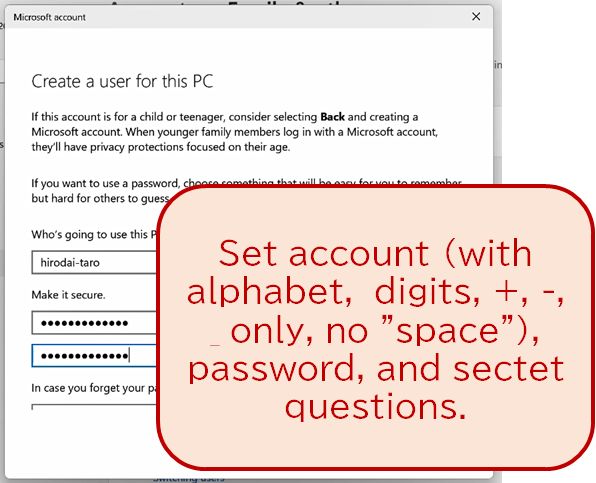 Microsoft account
Create a user for this PC
If this account is for a child or teenager, consider selecting Back and creating a
Microsoft account. When younger family members log in with a Microsoft account,
they'll have privacy protections focused on their age.
If you want to use a password, choose something that will be easy for you to remember
but hard for others to guess.
Who's going to use this P
hirodai-taro
Make it secure.
●●●●●●●●●●●●●
●●●●●●●●●●●●●
In case you forget your pa
Set account (with
alphabet, digits, +, -,
_ only, no "space"),
password, and sectet
questions.
Switching users